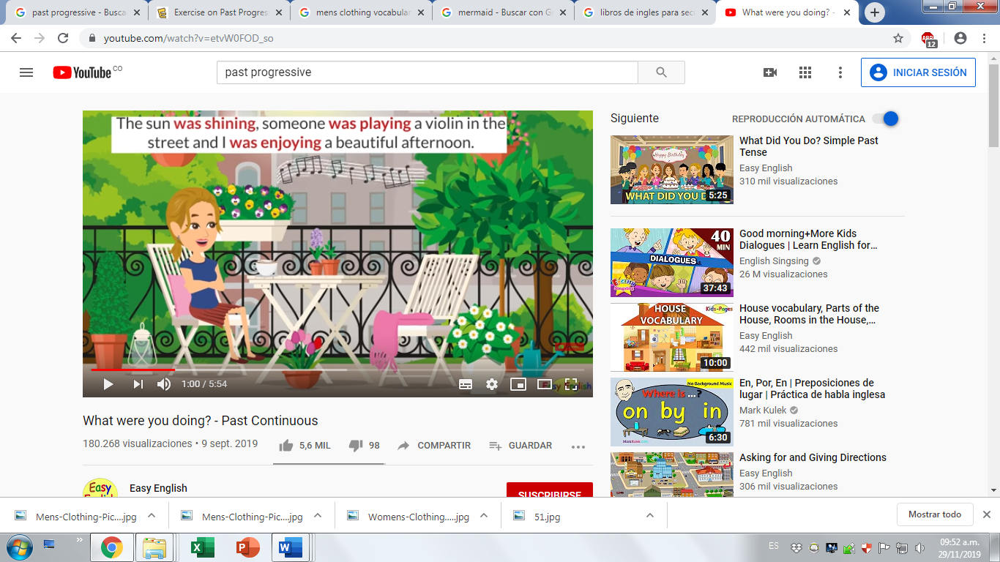 past progressive - Busca
Exercise on Past Progres
mens clothing vocabular
mermaid - Buscar con G
libros de ingles para sec
What were you doing? -
youtube.com/watch?v=etvW0FOD_so
12
YouTube CO
past progressive
INICIAR SESIÓN
The sun was shining, someone was playing a violin in the
street and I was enjoying a beautiful afternoon.
1:00 / 5:54
Easy English
What were you doing? - Past Continuous
180.268 visualizaciones • 9 sept. 2019
5,6 MIL
98
COMPARTIR
GUARDAR
Easy
English
Easy English
SUSCRIBIRSE
Siguiente
REPRODUCCIÓN AUTOMÁTICA
Happy Birthday
WHAT DID YOU D
5:25
What Did You Do? Simple Past
Tense
Easy English
310 mil visualizaciones
40
MIN
DIALOGUES
English
Singsing
37:43
Good morning+More Kids
Dialogues | Learn English for...
English Singsing
26 M visualizaciones
HOUSE
VOCABULARY
Kids-Pages
10:00
House vocabulary, Parts of the
House, Rooms in the House,...
Easy English
442 mil visualizaciones
No Background Music
Where is ...?
on by in
MarkKulek.com
6:30
En, Por, En | Preposiciones de
lugar | Práctica de habla inglesa
Mark Kulek
781 mil visualizaciones
Asking for and Giving Directions
Easy English
306 mil visualizaciones
Mens-Clothing-Pic....jpg
Mens-Clothing-Pic....jpg
Womens-Clothing.....jpg
51.jpg
Mostrar todo
ES
09:52 a.m.
29/11/2019